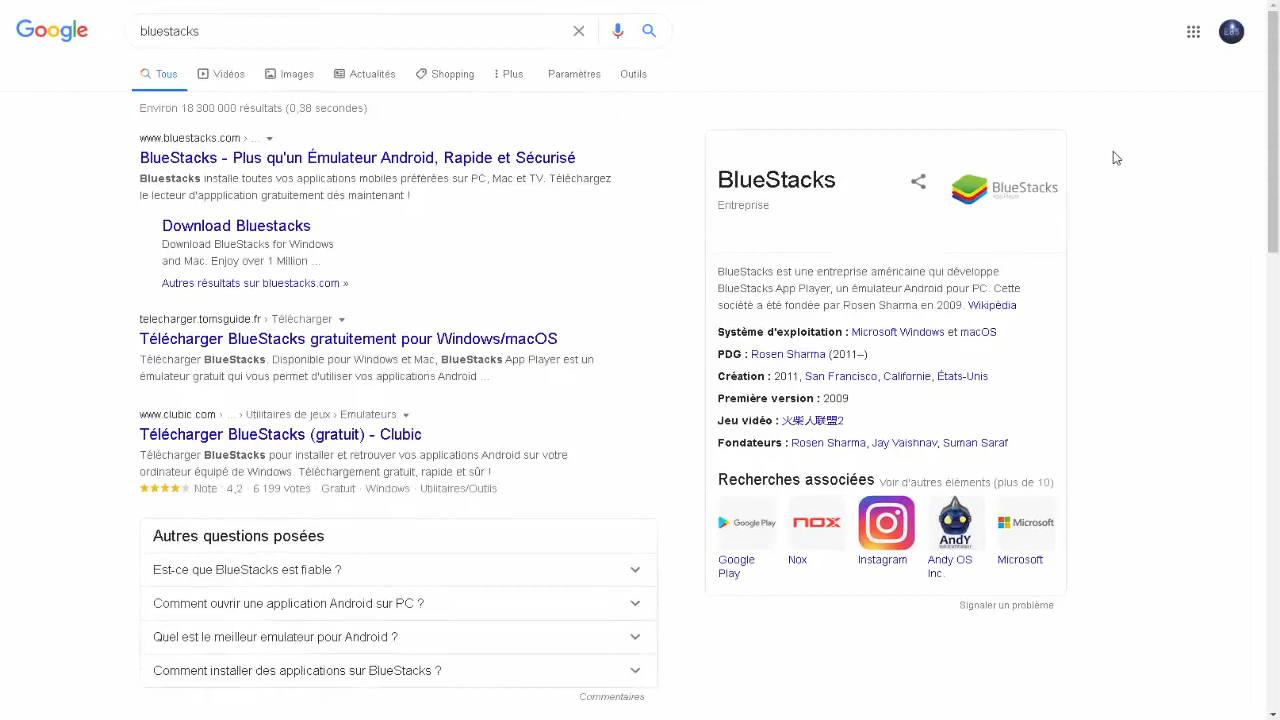 Google
bluestacks
Tous Vidéos Images Actualités Shopping Plus Paramètres Outils
Environ 18 300 000 résultats (0,38 secondes)
www.bluestacks.com › ...
BlueStacks - Plus qu'un Émulateur Android, Rapide et Sécurisé
Bluestacks installe toutes vos applications mobiles préférées sur PC, Mac et TV. Téléchargez
le lecteur d'appplication gratuitement dès maintenant !
Download Bluestacks
Download BlueStacks for Windows
and Mac. Enjoy over 1 Million ...
Autres résultats sur bluestacks.com »
telecharger.tomsguide.fr › Télécharger
Télécharger BlueStacks gratuitement pour Windows/macOS
Télécharger BlueStacks. Disponible pour Windows et Mac, BlueStacks App Player est un
émulateur gratuit qui vous permet d'utiliser vos applications Android ...
www.clubic.com › ... › Utilitaires de jeux › Emulateurs
Télécharger BlueStacks (gratuit) - Clubic
Télécharger BlueStacks pour installer et retrouver vos applications Android sur votre
ordinateur équipé de Windows. Téléchargement gratuit, rapide et sûr !
Note : 4,2 · 6 199 votes · Gratuit · Windows · Utilitaires/Outils
Autres questions posées
Est-ce que BlueStacks est fiable ?
Comment ouvrir une application Android sur PC ?
Quel est le meilleur emulateur pour Android ?
Comment installer des applications sur BlueStacks ?
Commentaires
BlueStacks
Entreprise
BlueStacks
App Player
BlueStacks est une entreprise américaine qui développe
BlueStacks App Player, un émulateur Android pour PC. Cette
société a été fondée par Rosen Sharma en 2009. Wikipédia
Système d'exploitation : Microsoft Windows et macOS
PDG : Rosen Sharma (2011–)
Création : 2011, San Francisco, Californie, États-Unis
Première version : 2009
Jeu vidéo : 火柴人联盟2
Fondateurs : Rosen Sharma, Jay Vaishnav, Suman Saraf
Recherches associées Voir d'autres éléments (plus de 10)
Google Play
nox
AndY
Microsoft
Google
Play
Nox
Instagram
Andy OS
Inc.
Microsoft
Signaler un problème